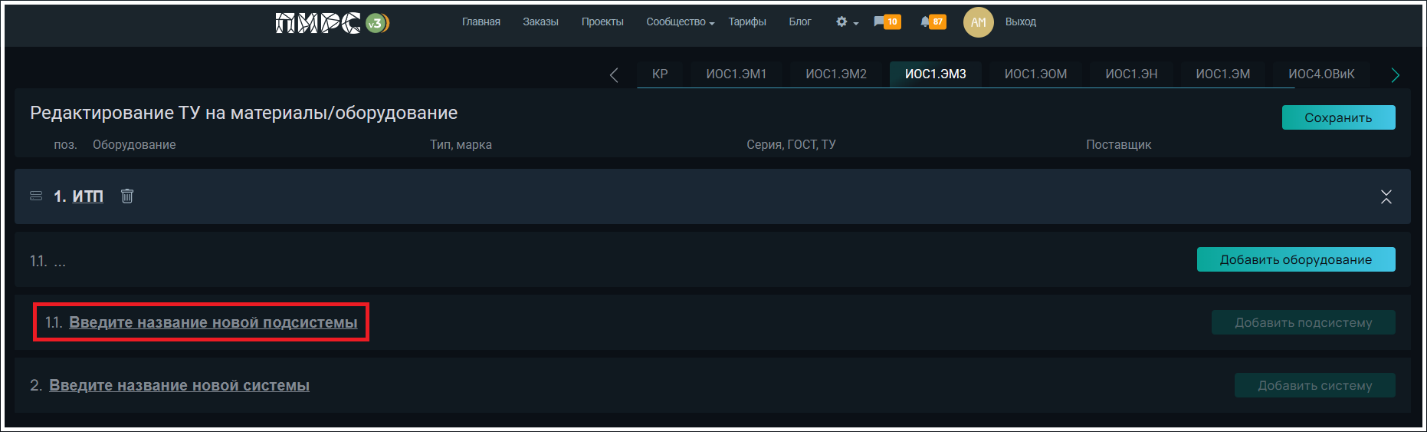 ПИРС v3 Главная Заказы Проекты Сообщество Тарифы Блог 10 87 АМ Выход
КР ИОС1.ЭМ1 ИОС1.ЭМ2 ИОС1.ЭМ3 ИОС1.ЭОМ ИОС1.ЭН ИОС1.ЭМ ИОС4.ОВиК
Редактирование ТУ на материалы/оборудование Сохранить
поз. Оборудование Тип, марка Серия, ГОСТ, ТУ Поставщик
1. ИТП
1.1. ... Добавить оборудование
1.1. Введите название новой подсистемы Добавить подсистему
2. Введите название новой системы Добавить систему